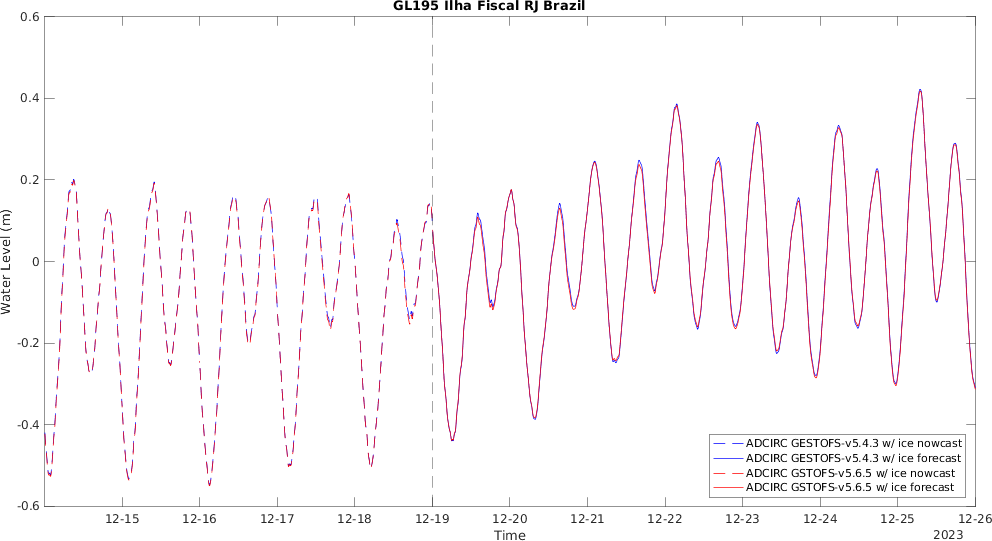 GL195 Ilha Fiscal RJ Brazil
0.6
0.4
0.2
0
-0.2
-0.4
-0.6
Water Level (m)
ADCIRC GESTOFS-v5.4.3 w/ ice nowcast
ADCIRC GESTOFS-v5.4.3 w/ ice forecast
ADCIRC GSTOFS-v5.6.5 w/ ice nowcast
ADCIRC GSTOFS-v5.6.5 w/ ice forecast
12-15 12-16 12-17 12-18 12-19 12-20 12-21 12-22 12-23 12-24 12-25 12-26
Time
2023